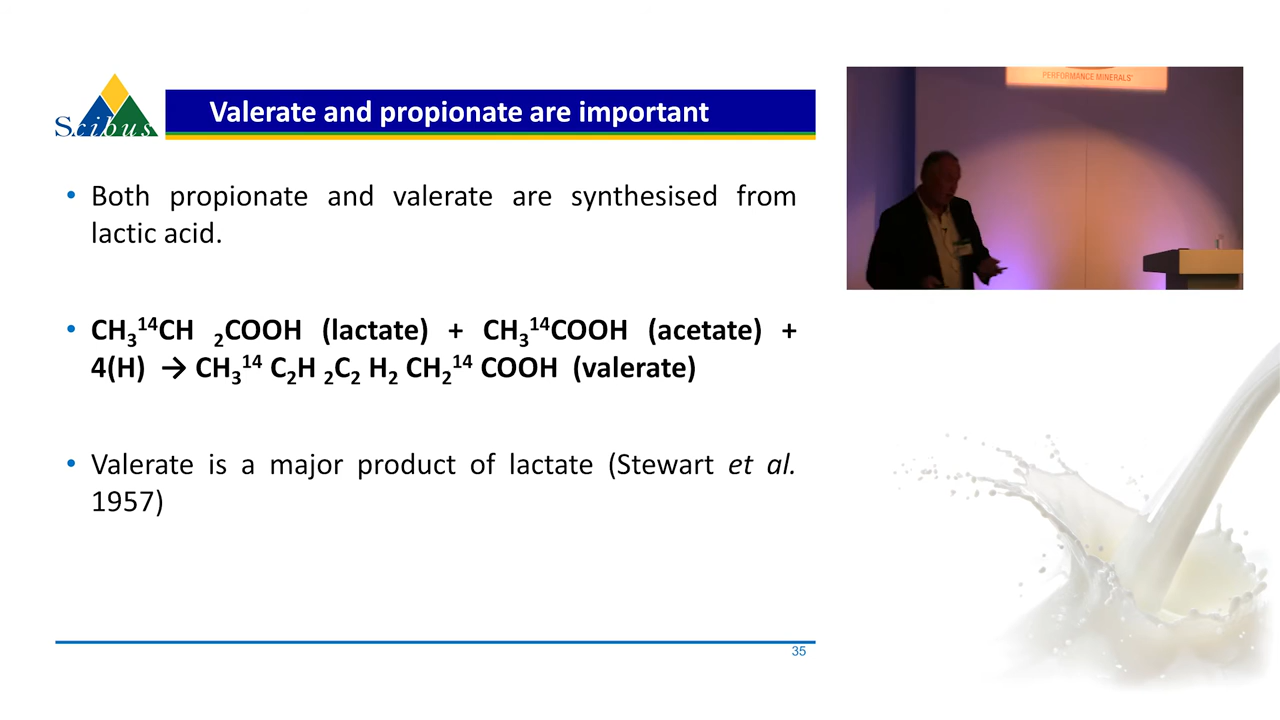 Scibus
Valerate and propionate are important
PERFORMANCE MINERALS
• Both propionate and valerate are synthesised from
lactic acid.
• CH₃¹⁴CH ₂COOH (lactate) + CH₃¹⁴COOH (acetate) +
4(H) → CH₃¹⁴ C₂H ₂C₂ H₂ CH₂¹⁴ COOH (valerate)
• Valerate is a major product of lactate (Stewart et al.
1957)
35